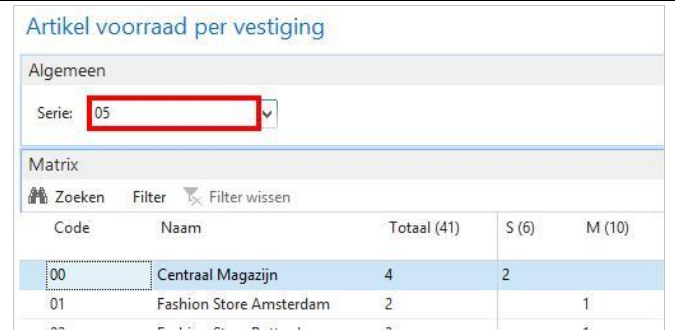 Artikel voorraad per vestiging
Algemeen
Serie: 05
Matrix
Zoeken Filter Filter wissen
Code Naam Totaal (41) S (6) M (10)
00 Centraal Magazijn 4 2
01 Fashion Store Amsterdam 2 1